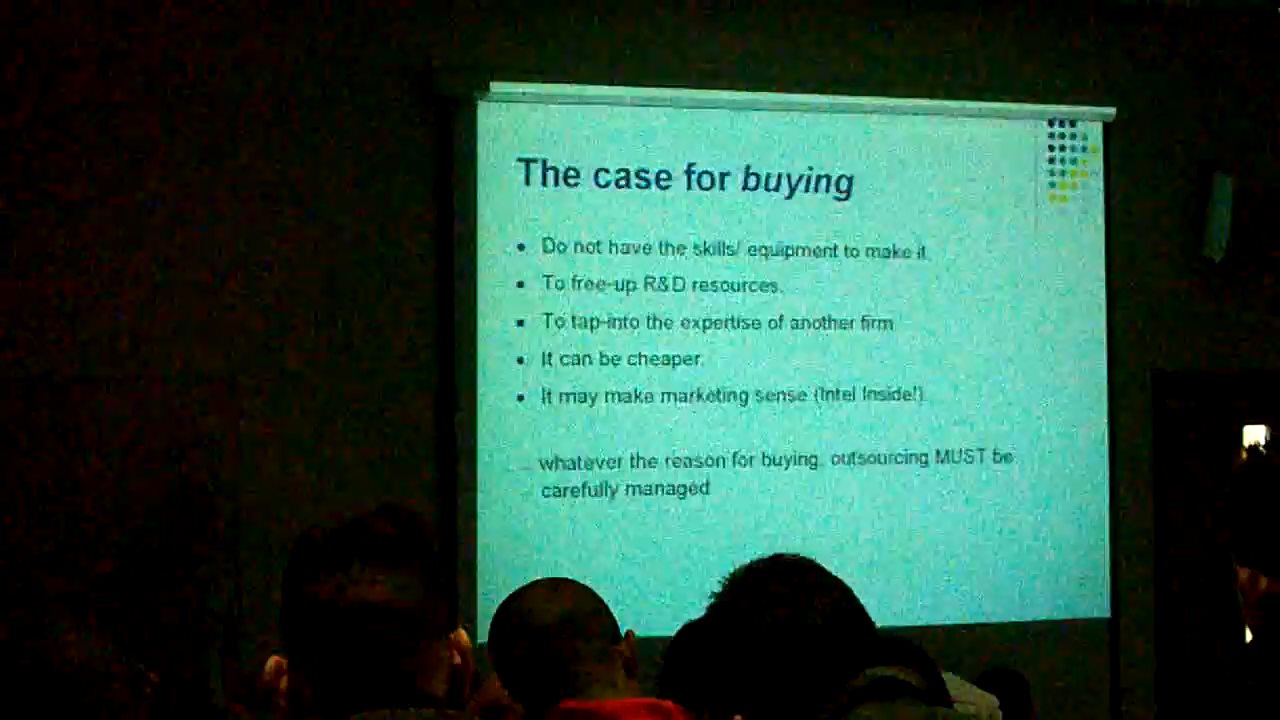 The case for buying
• Do not have the skills/ equipment to make it.
• To free-up R&D resources.
• To tap-into the expertise of another firm.
• It can be cheaper.
• It may make marketing sense (Intel Inside!).
... whatever the reason for buying, outsourcing MUST be
carefully managed